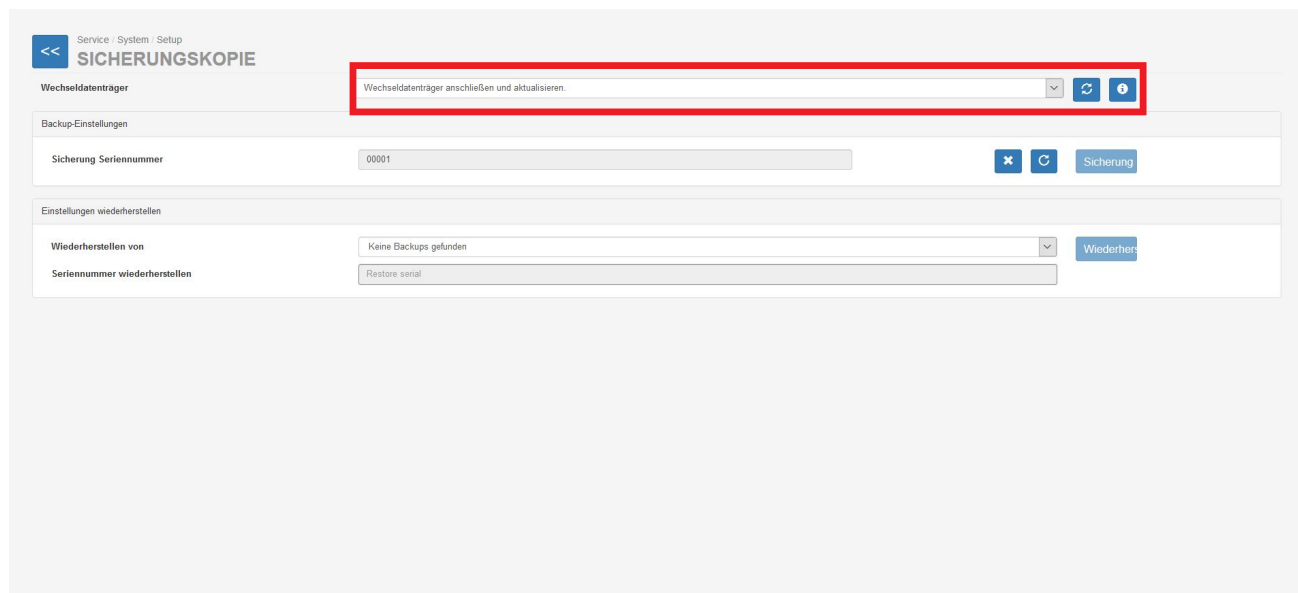 <<
Service / System / Setup
SICHERUNGSKOPIE
Wechseldatenträger
Wechseldatenträger anschließen und aktualisieren.
Backup-Einstellungen
Sicherung Seriennummer
00001
Sicherung
Einstellungen wiederherstellen
Wiederherstellen von
Keine Backups gefunden
Wiederhers
Seriennummer wiederherstellen
Restore serial